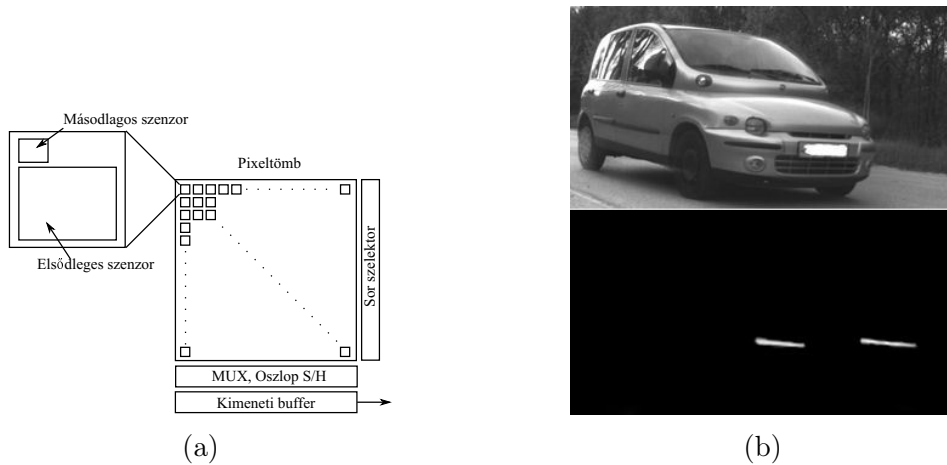 Másodlagos szenzor
Pixeltömb
Elsődleges szenzor
Sor szelektor
MUX, Oszlop S/H
Kimeneti buffer
(a)
(b)